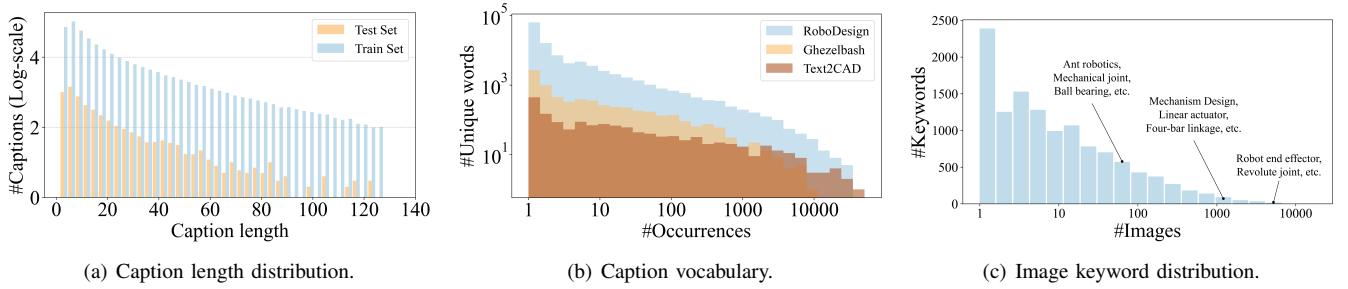 #Captions (Log-scale)
4
2
0
0 20 40 60 80 100 120 140
Caption length
Test Set
Train Set
(a) Caption length distribution.
#Unique words
10^5
10^3
10^1
1 10 100 1000 10000
#Occurrences
RoboDesign
Ghezelbash
Text2CAD
(b) Caption vocabulary.
#Keywords
2500
2000
1500
1000
500
0
1 10 100 1000 10000
#Images
Ant robotics,
Mechanical joint,
Ball bearing, etc.
Mechanism Design,
Linear actuator,
Four-bar linkage, etc.
Robot end effector,
Revolute joint, etc.
(c) Image keyword distribution.